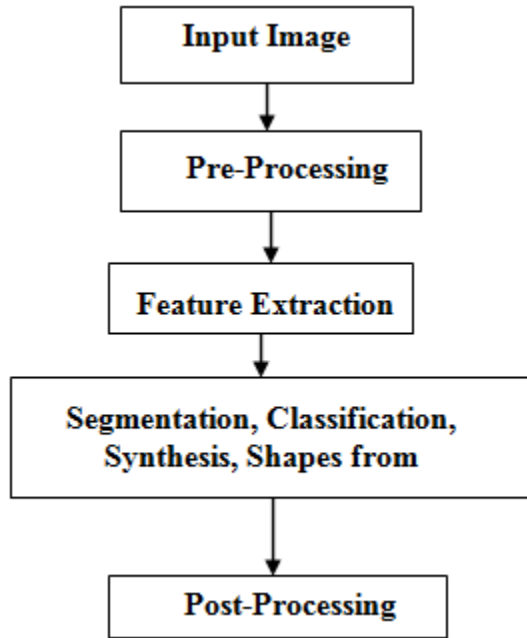 Input Image
Pre-Processing
Feature Extraction
Segmentation, Classification,
Synthesis, Shapes from
Post-Processing